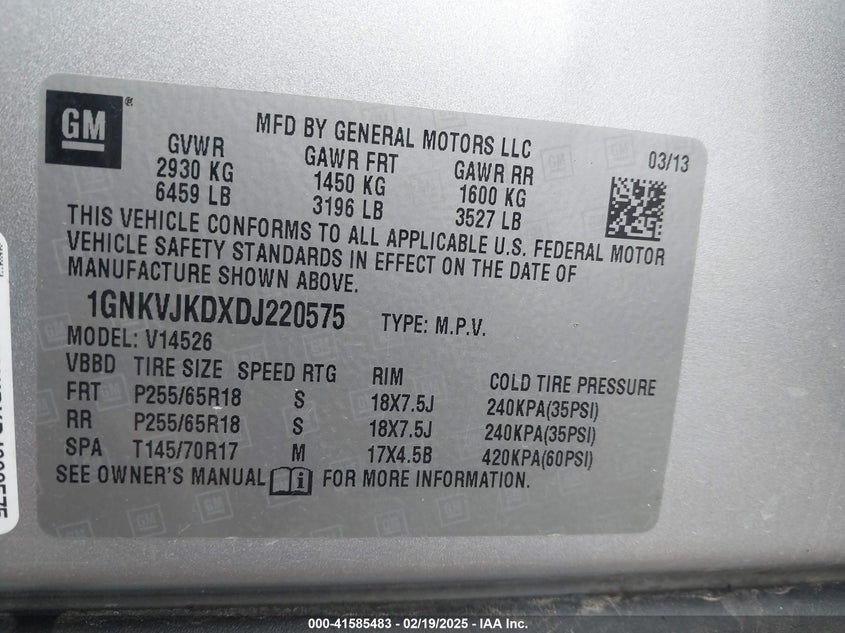 GM ®
MFD BY GENERAL MOTORS LLC
03/13
GVWR GAWR FRT GAWR RR
2930 KG 1450 KG 1600 KG
6459 LB 3196 LB 3527 LB
THIS VEHICLE CONFORMS TO ALL APPLICABLE U.S. FEDERAL MOTOR
VEHICLE SAFETY STANDARDS IN EFFECT ON THE DATE OF
MANUFACTURE SHOWN ABOVE.
1GNKVJKDXDJ220575 TYPE: M.P.V.
MODEL: V14526
VBBD TIRE SIZE SPEED RTG RIM COLD TIRE PRESSURE
FRT P255/65R18 S 18X7.5J 240KPA(35PSI)
RR P255/65R18 S 18X7.5J 240KPA(35PSI)
SPA T145/70R17 M 17X4.5B 420KPA(60PSI)
SEE OWNER'S MANUAL i FOR MORE INFORMATION.
000-41585483 - 02/19/2025 - IAA Inc.